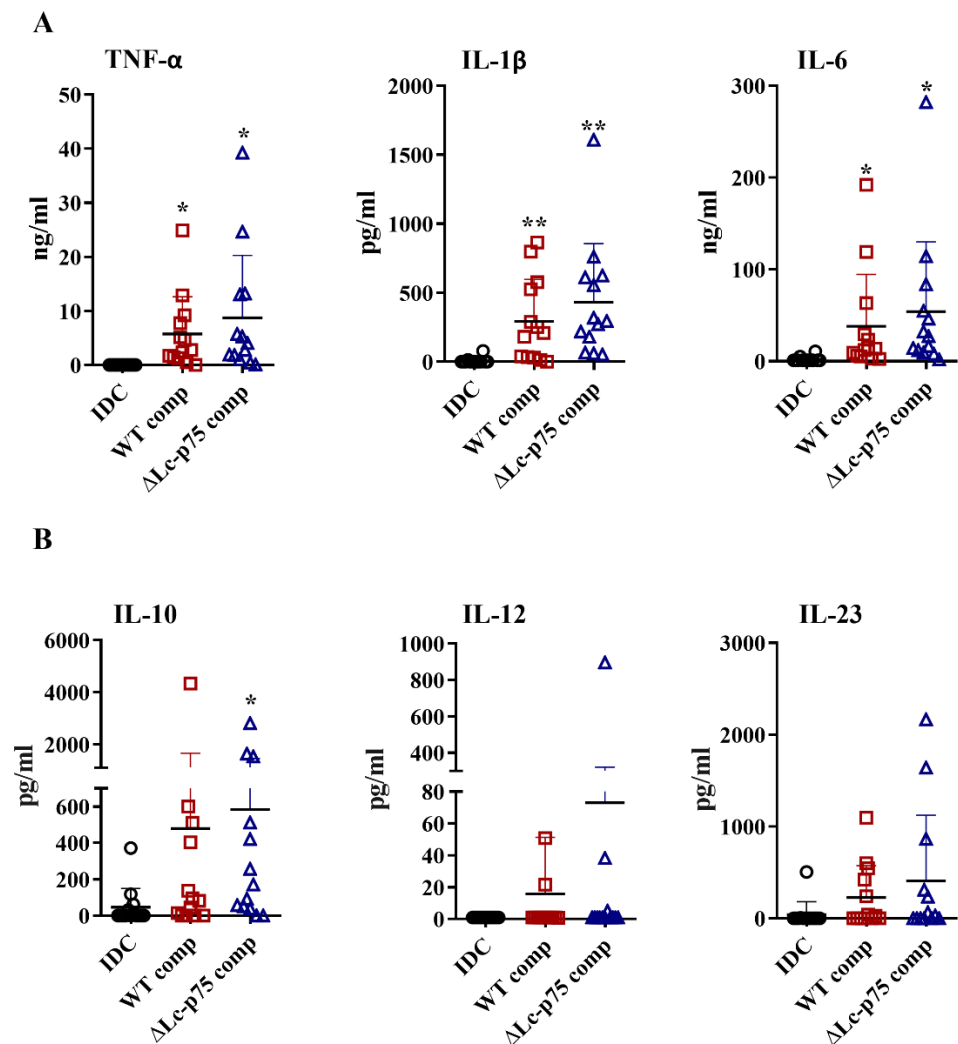 A
TNF-α
IL-1β
IL-6
50
40
30
20
10
0
ng/ml
*
*
IDC
WT comp
ΔLc-p75 comp
2000
1500
1000
500
0
pg/ml
**
**
IDC
WT comp
ΔLc-p75 comp
300
200
100
0
ng/ml
*
*
IDC
WT comp
ΔLc-p75 comp
B
IL-10
IL-12
IL-23
6000
4000
2000
600
400
200
0
pg/ml
*
IDC
WT comp
ΔLc-p75 comp
1000
800
600
400
80
60
40
20
0
pg/ml
IDC
WT comp
ΔLc-p75 comp
3000
2000
1000
0
pg/ml
IDC
WT comp
ΔLc-p75 comp